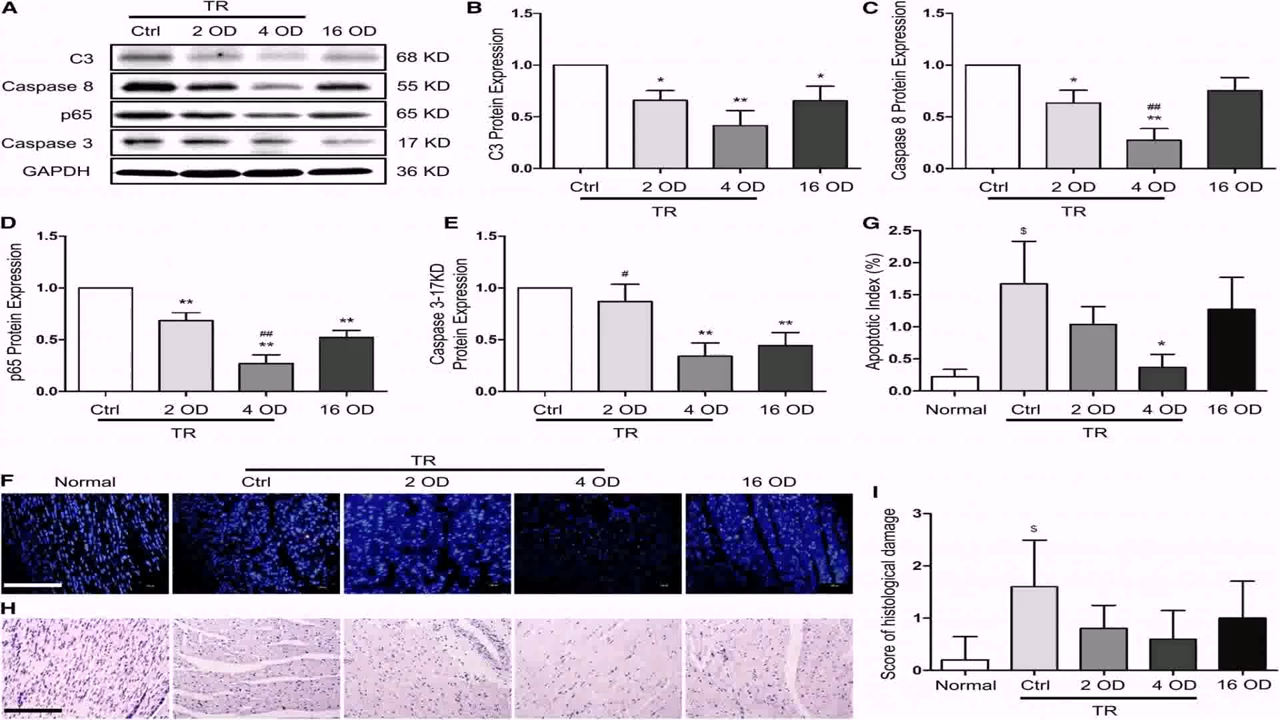 A
TR
Ctrl 2 OD 4 OD 16 OD
C3 68 KD
Caspase 8 55 KD
p65 65 KD
Caspase 3 17 KD
GAPDH 36 KD
B
C3 Protein Expression
1.5
1.0
0.5
0.0
*
**
*
Ctrl 2 OD 4 OD 16 OD
TR
C
Caspase 8 Protein Expression
1.5
1.0
0.5
0.0
*
##
**
Ctrl 2 OD 4 OD 16 OD
TR
D
p65 Protein Expression
1.5
1.0
0.5
0.0
**
##
**
**
Ctrl 2 OD 4 OD 16 OD
TR
E
Caspase 3-17KD
Protein Expression
1.5
1.0
0.5
0.0
#
**
**
Ctrl 2 OD 4 OD 16 OD
TR
G
Apoptotic Index (%)
2.5
2.0
1.5
1.0
0.5
0.0
$
*
Normal Ctrl 2 OD 4 OD 16 OD
TR
F
TR
Normal Ctrl 2 OD 4 OD 16 OD
H
I
Score of histological damage
3
2
1
0
$
Normal Ctrl 2 OD 4 OD 16 OD
TR